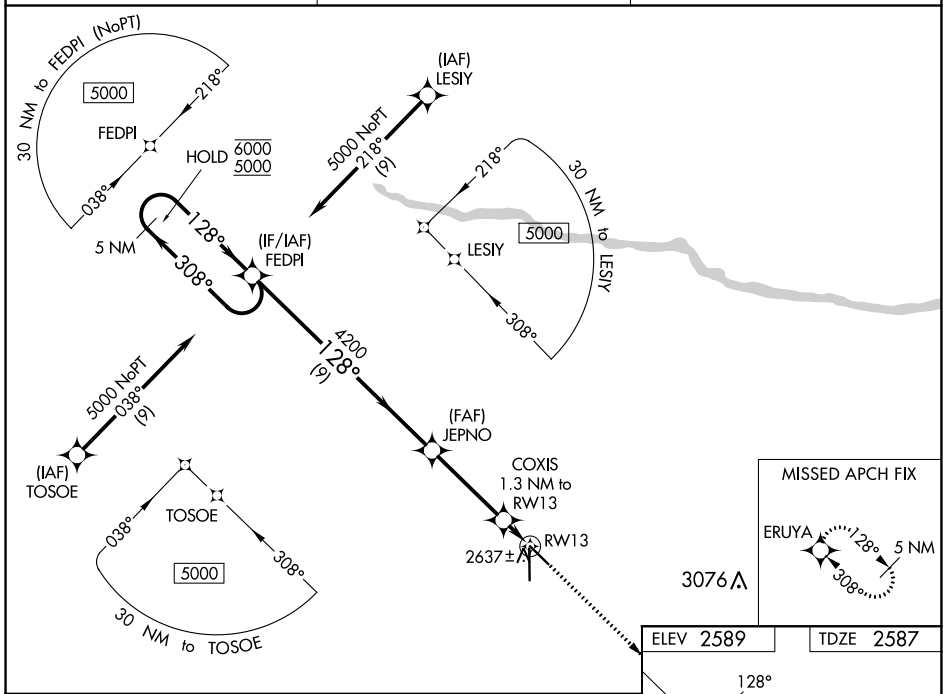 30 NM to FEDPI (NoPT)
5000
218°
FEDPI
038°
HOLD 6000
5000
128°
5 NM
308°
(IF/IAF)
FEDPI
(IAF)
LESIY
5000 NoPT
218°
(9)
218°
30 NM to LESIY
5000
LESIY
308°
4200
128°
(9)
5000 NoPT
038°
(9)
(IAF)
TOSOE
(FAF)
JEPNO
TOSOE
038°
308°
5000
30 NM to TOSOE
COXIS
1.3 NM to
RW13
RW13
2637±
3076
MISSED APCH FIX
ERUYA
128°
5 NM
308°
ELEV 2589
TDZE 2587
128°